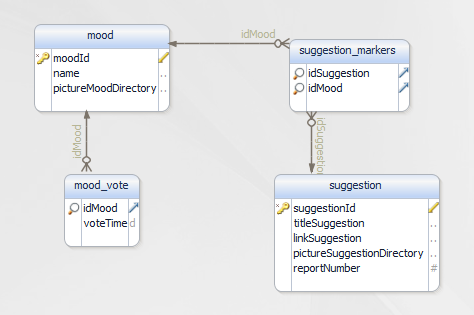 mood
moodId
name
pictureMoodDirectory
idMood
suggestion_markers
idSuggestion
idMood
idMood
mood_vote
idMood
voteTime
d
idSuggestion
suggestion
suggestionId
titleSuggestion
linkSuggestion
pictureSuggestionDirectory
reportNumber
#